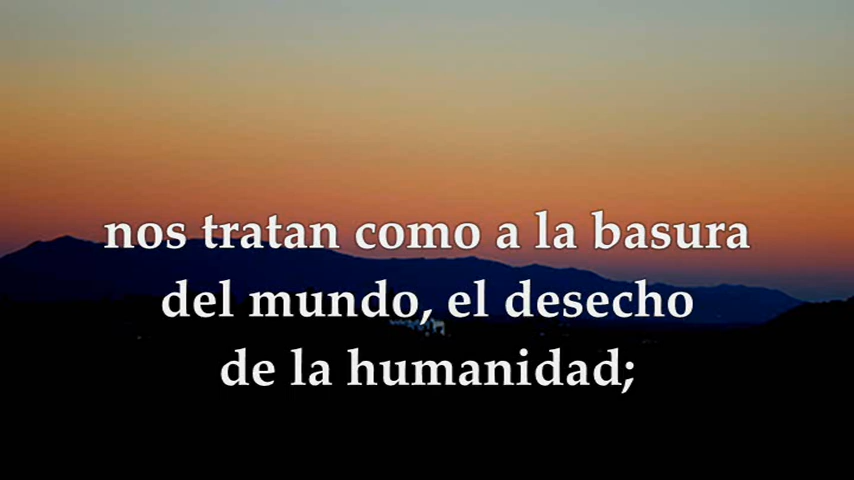 nos tratan como a la basura
del mundo, el desecho
de la humanidad;